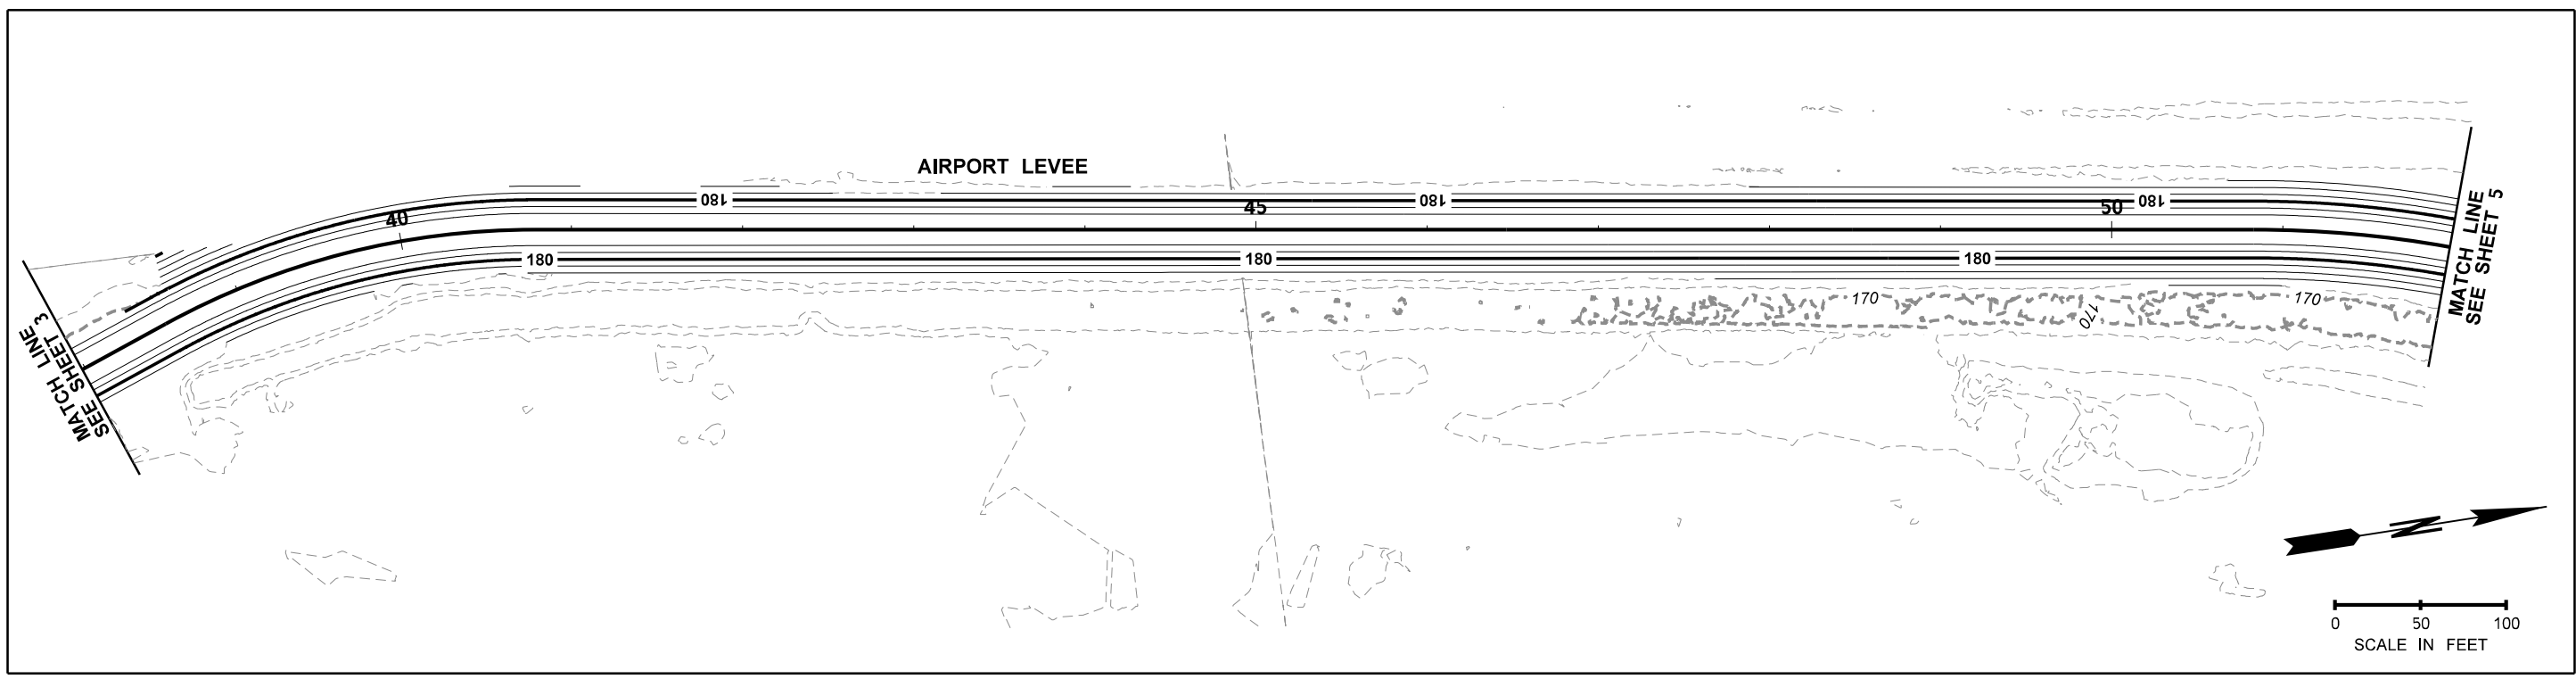 AIRPORT LEVEE
180
180
180
40
45
50
180
180
180
170
170
170
MATCH LINE
SEE SHEET 3
MATCH LINE
SEE SHEET 5
N
0 50 100
SCALE IN FEET